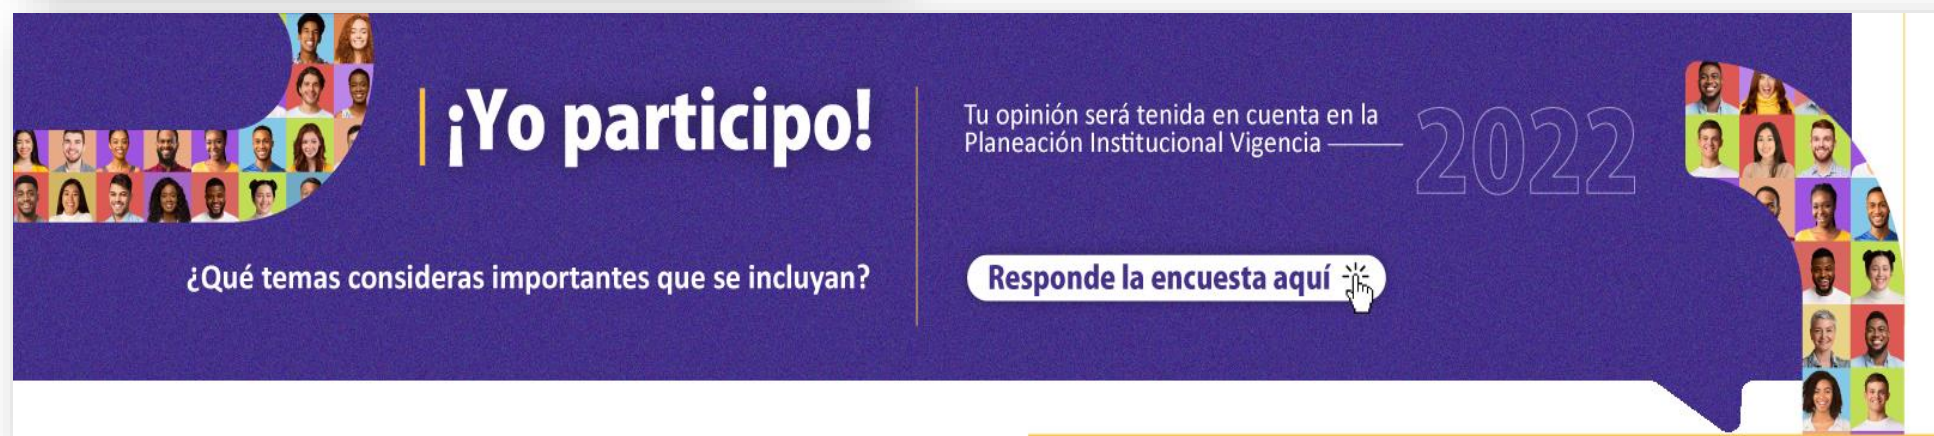 ¡Yo participo!
¿Qué temas consideras importantes que se incluyan?
Tu opinión será tenida en cuenta en la
Planeación Institucional Vigencia
2022
Responde la encuesta aquí